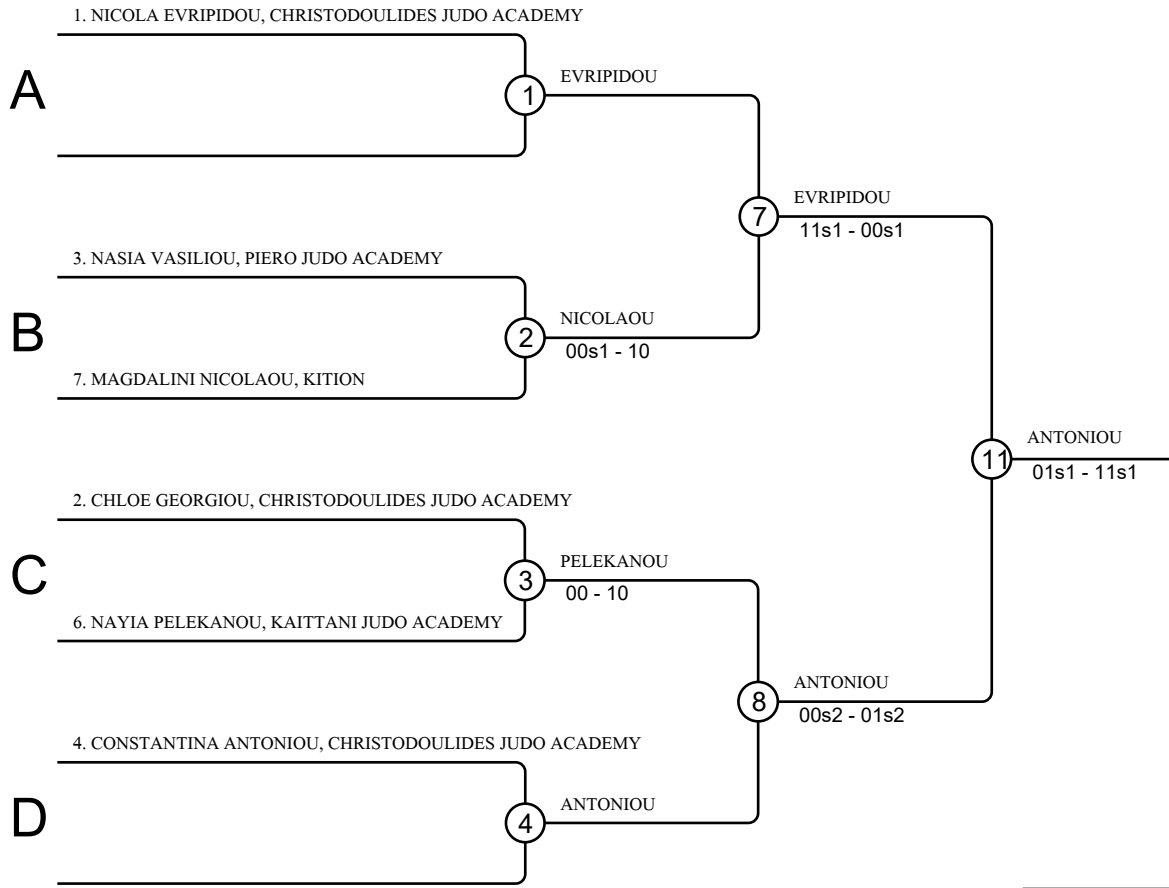 1. NICOLA EVRIPIDOU, CHRISTODOULIDES JUDO ACADEMY
A
1
EVRIPIDOU
7
EVRIPIDOU
11s1 - 00s1
3. NASIA VASILIOU, PIERO JUDO ACADEMY
B
2
NICOLAOU
00s1 - 10
7. MAGDALINI NICOLAOU, KITION
11
ANTONIOU
01s1 - 11s1
2. CHLOE GEORGIOU, CHRISTODOULIDES JUDO ACADEMY
C
3
PELEKANOU
00 - 10
6. NAYIA PELEKANOU, KAITTANI JUDO ACADEMY
8
ANTONIOU
00s2 - 01s2
4. CONSTANTINA ANTONIOU, CHRISTODOULIDES JUDO ACADEMY
D
4
ANTONIOU